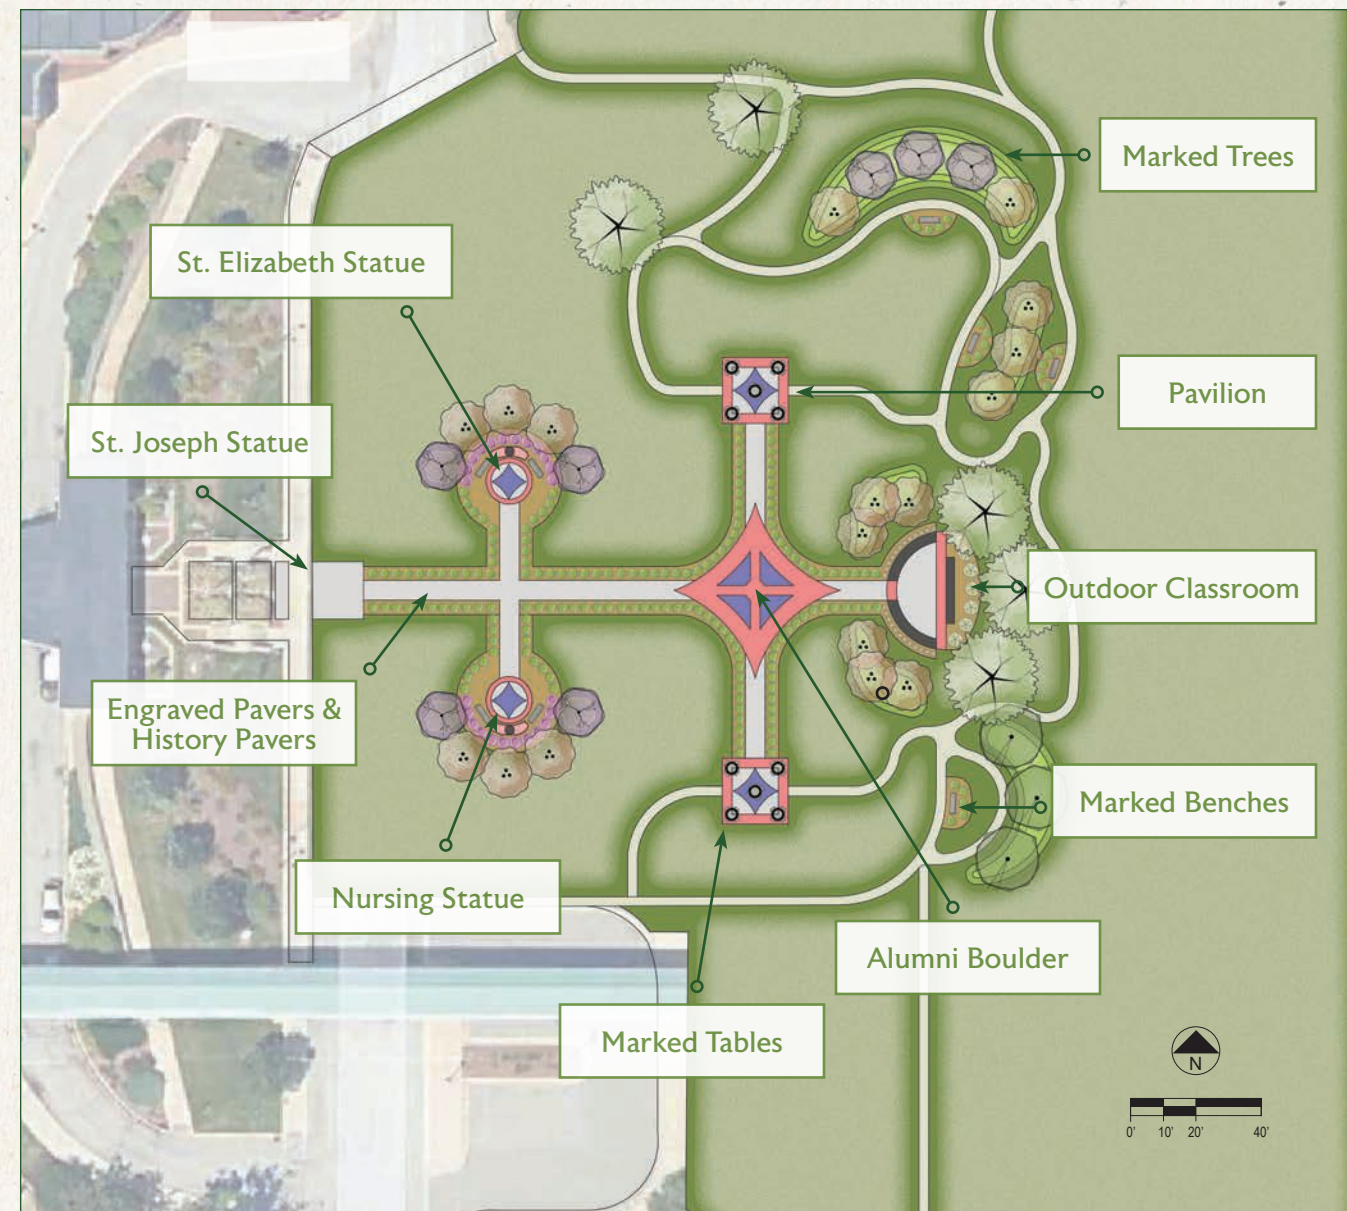 Marked Trees
St. Elizabeth Statue
Pavilion
St. Joseph Statue
Outdoor Classroom
Engraved Pavers &
History Pavers
Marked Benches
Nursing Statue
Alumni Boulder
Marked Tables
N
0' 10' 20' 40'